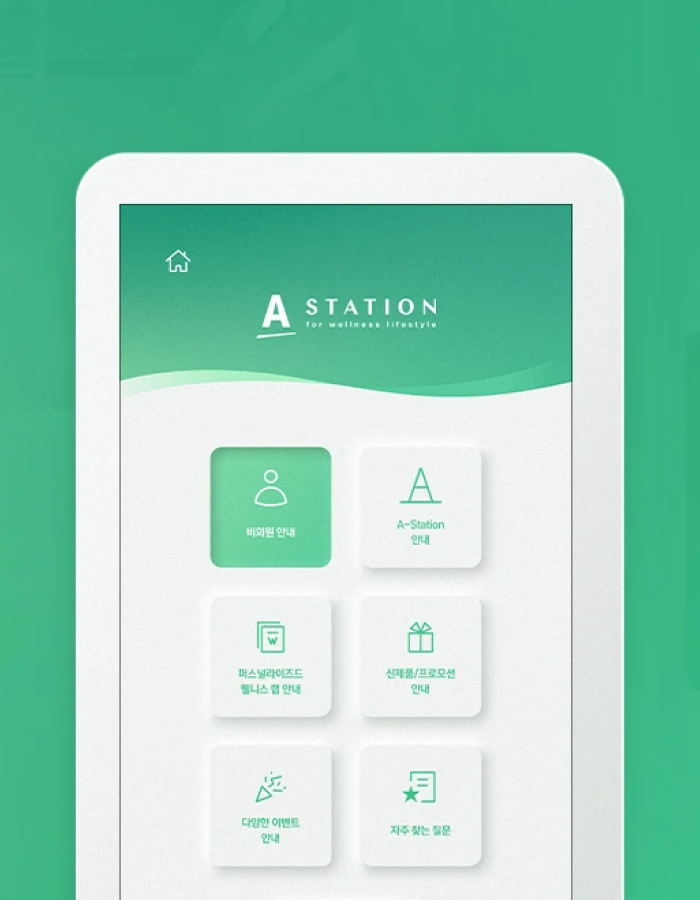 A STATION
for wellness lifestyle
비회원 안내
A-Station
안내
퍼스널라이즈드
웰니스 랩 안내
신제품/프로모션
안내
다양한 이벤트
안내
자주 찾는 질문